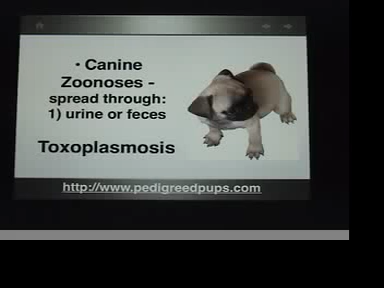 • Canine
Zoonoses -
spread through:
1) urine or feces
Toxoplasmosis
http://www.pedigreedpups.com